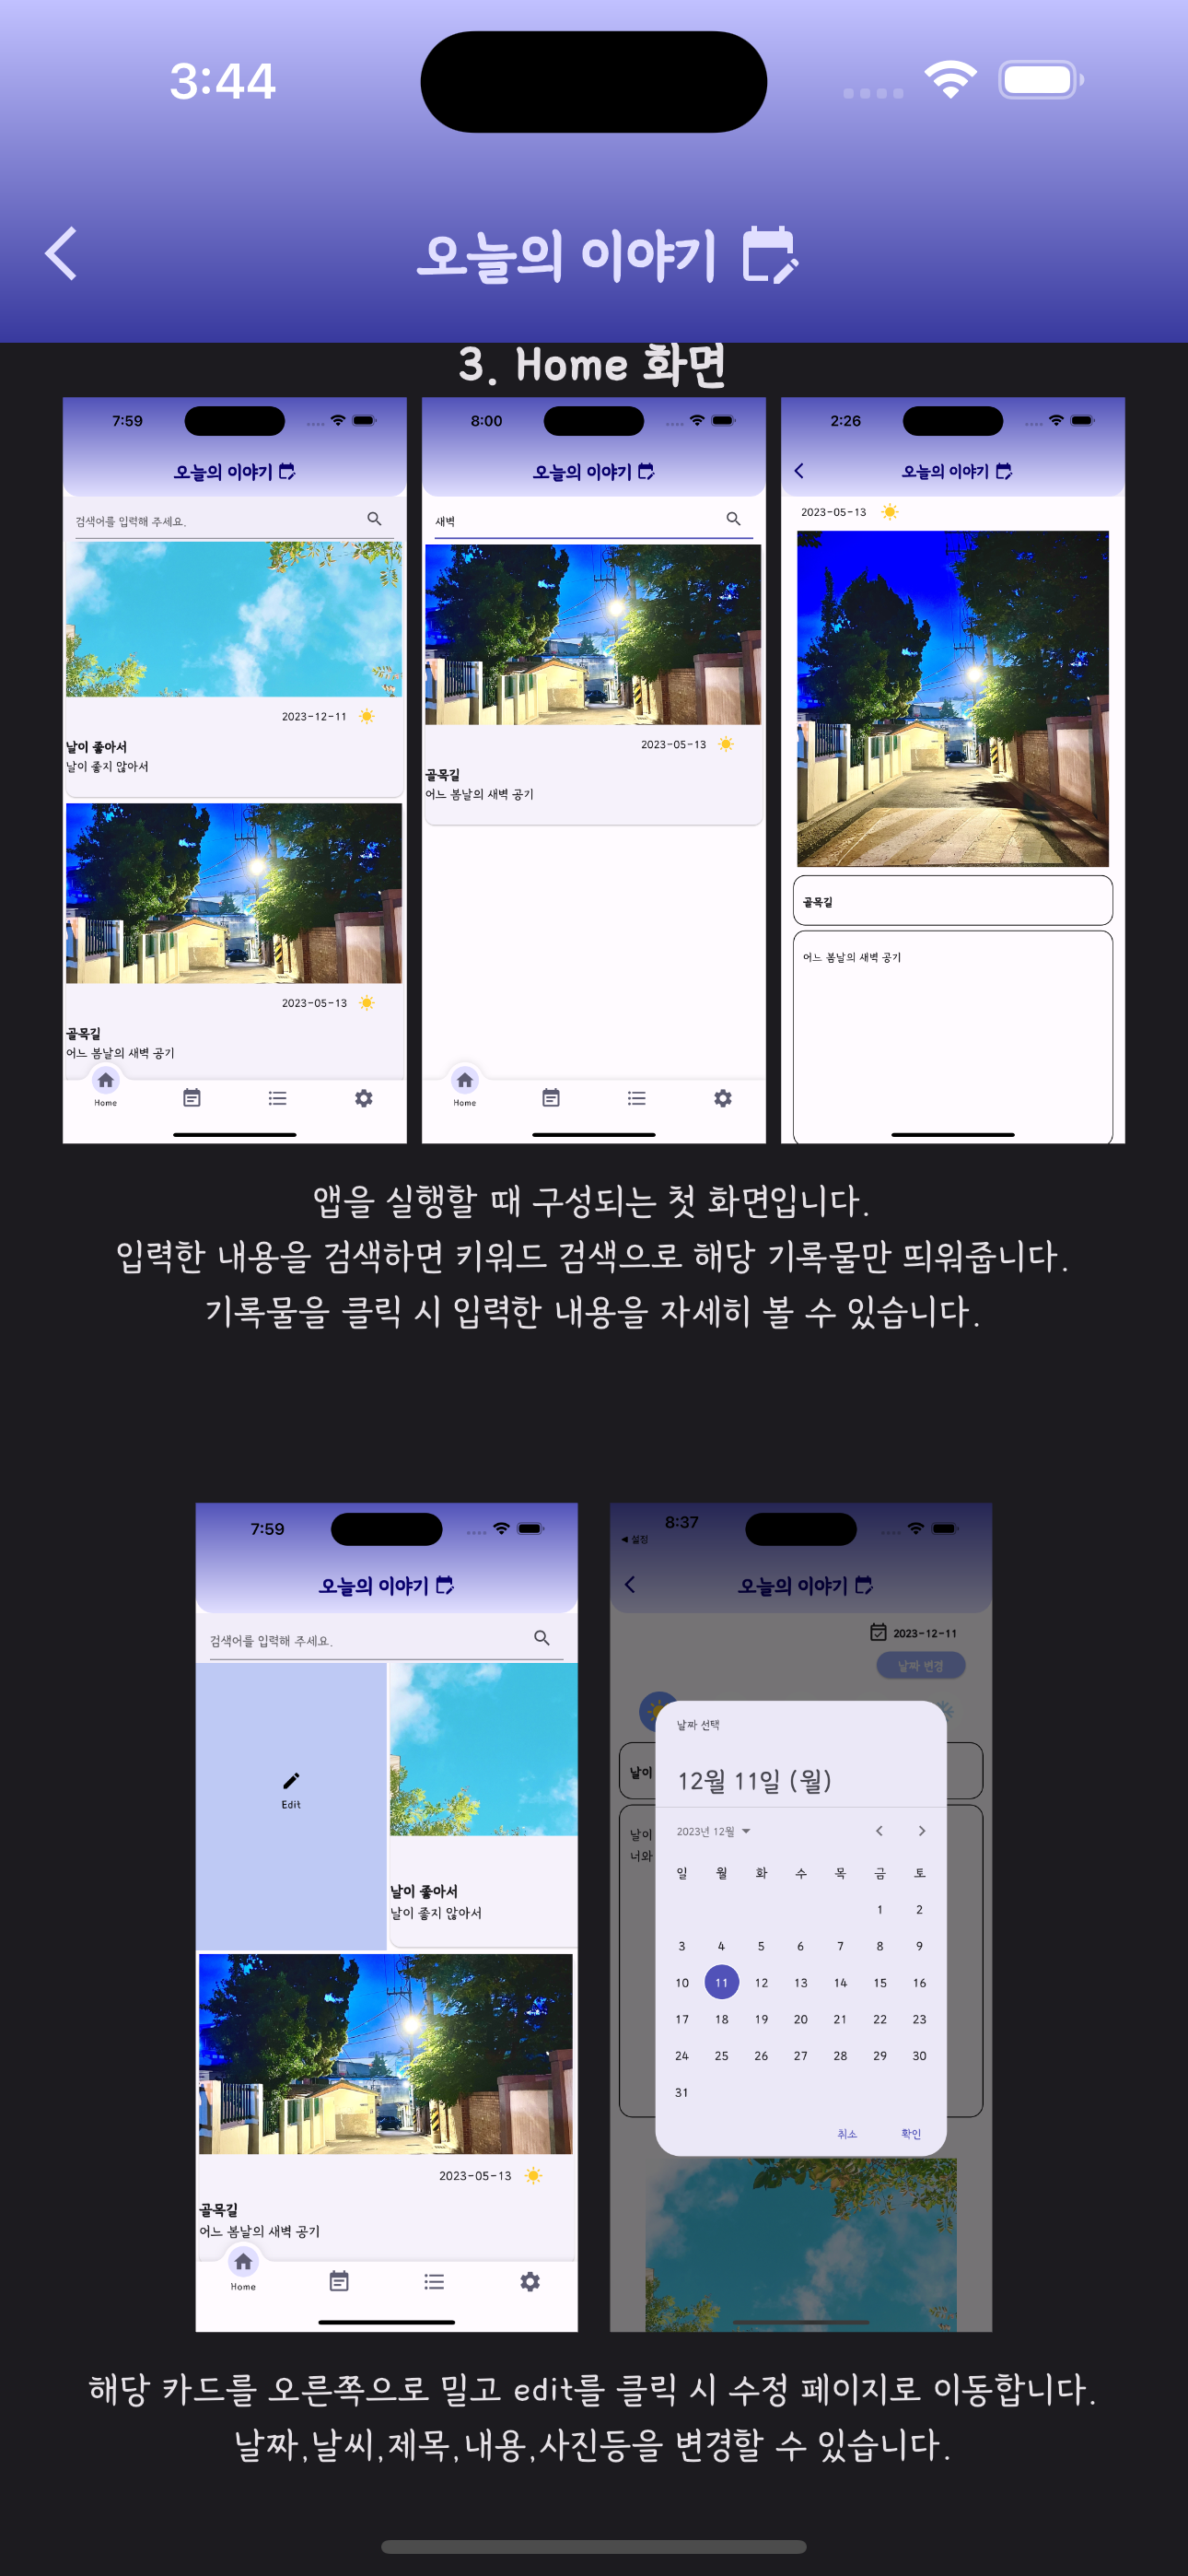 3:44
오늘의 이야기
3. Home 화면
7:59
오늘의 이야기
검색어를 입력해 주세요.
2023-12-11
날이 좋아서
날이 좋지 않아서
2023-05-13
골목길
어느 봄날의 새벽 공기
Home
8:00
오늘의 이야기
새벽
2023-05-13
골목길
어느 봄날의 새벽 공기
Home
2:26
오늘의 이야기
2023-05-13
골목길
어느 봄날의 새벽 공기
앱을 실행할 때 구성되는 첫 화면입니다.
입력한 내용을 검색하면 키워드 검색으로 해당 기록물만 띄워줍니다.
기록물을 클릭 시 입력한 내용을 자세히 볼 수 있습니다.
7:59
오늘의 이야기
검색어를 입력해 주세요.
Edit
날이 좋아서
날이 좋지 않아서
2023-05-13
골목길
어느 봄날의 새벽 공기
Home
8:37
◀ 설정
오늘의 이야기
2023-12-11
날짜 변경
날이
날이
너와
날짜 선택
12월 11일 (월)
2023년 12월
일 월 화 수 목 금 토
1 2
3 4 5 6 7 8 9
10 11 12 13 14 15 16
17 18 19 20 21 22 23
24 25 26 27 28 29 30
31
취소 확인
해당 카드를 오른쪽으로 밀고 edit를 클릭 시 수정 페이지로 이동합니다.
날짜,날씨,제목,내용,사진등을 변경할 수 있습니다.